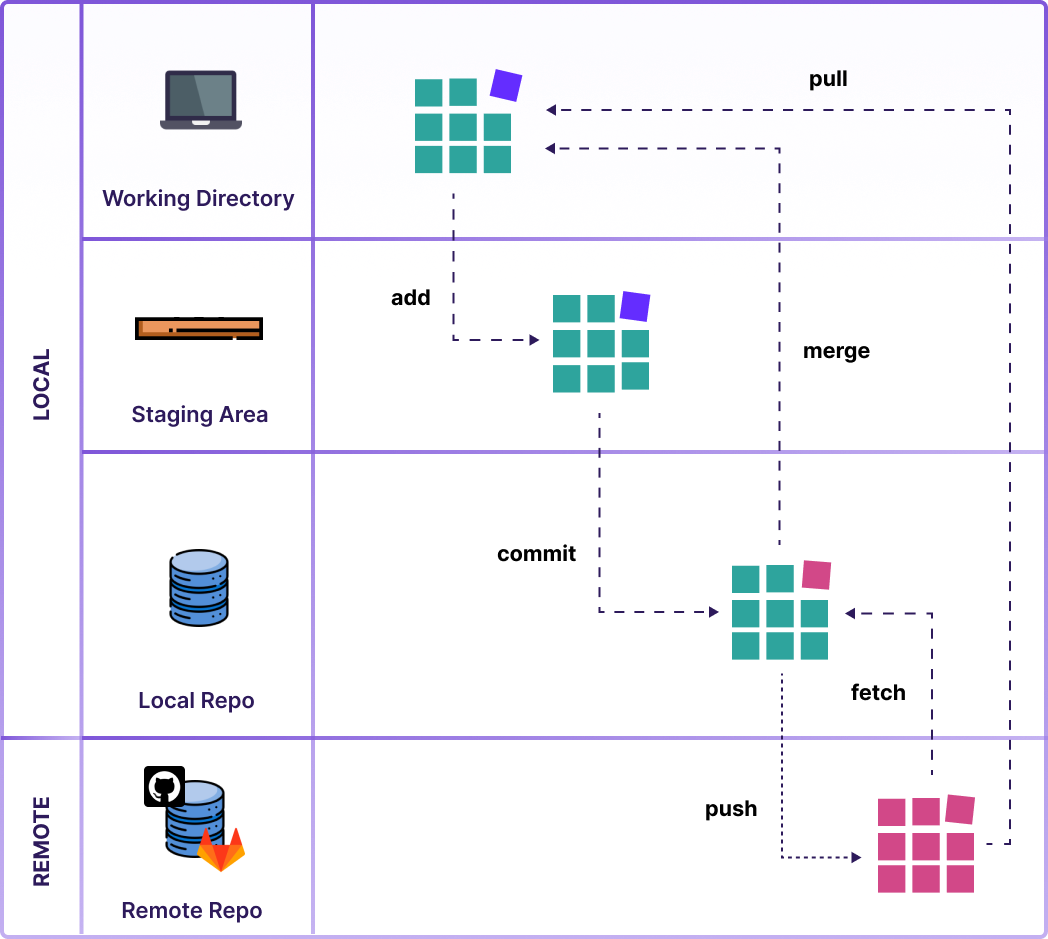 LOCAL
Working Directory
pull
Staging Area
add
merge
Local Repo
commit
fetch
REMOTE
Remote Repo
push